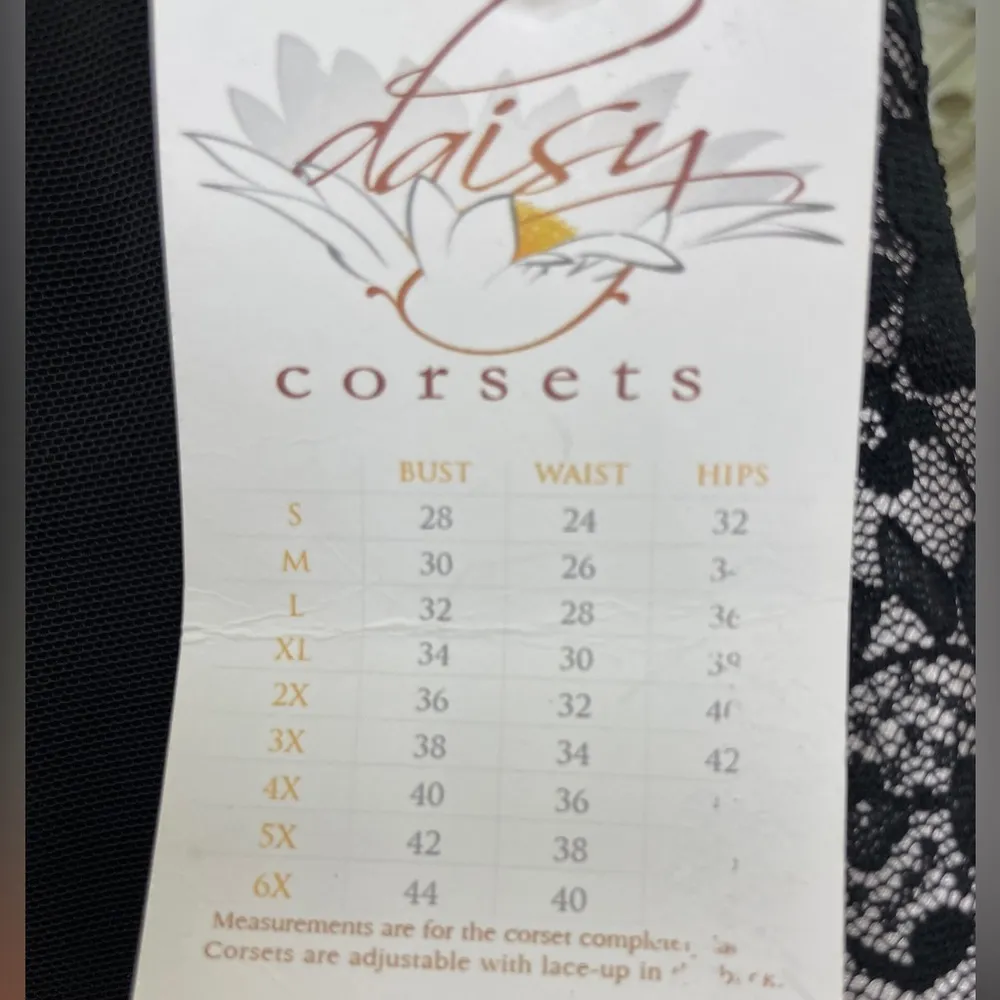 daisy
corsets
BUST WAIST HIPS
S 28 24 32
M 30 26
L 32 28
XL 34 30
2X 36 32
3X 38 34 42
4X 40 36
5X 42 38
6X 44 40
Measurements are for the corset
Corsets are adjustable with lace-up in